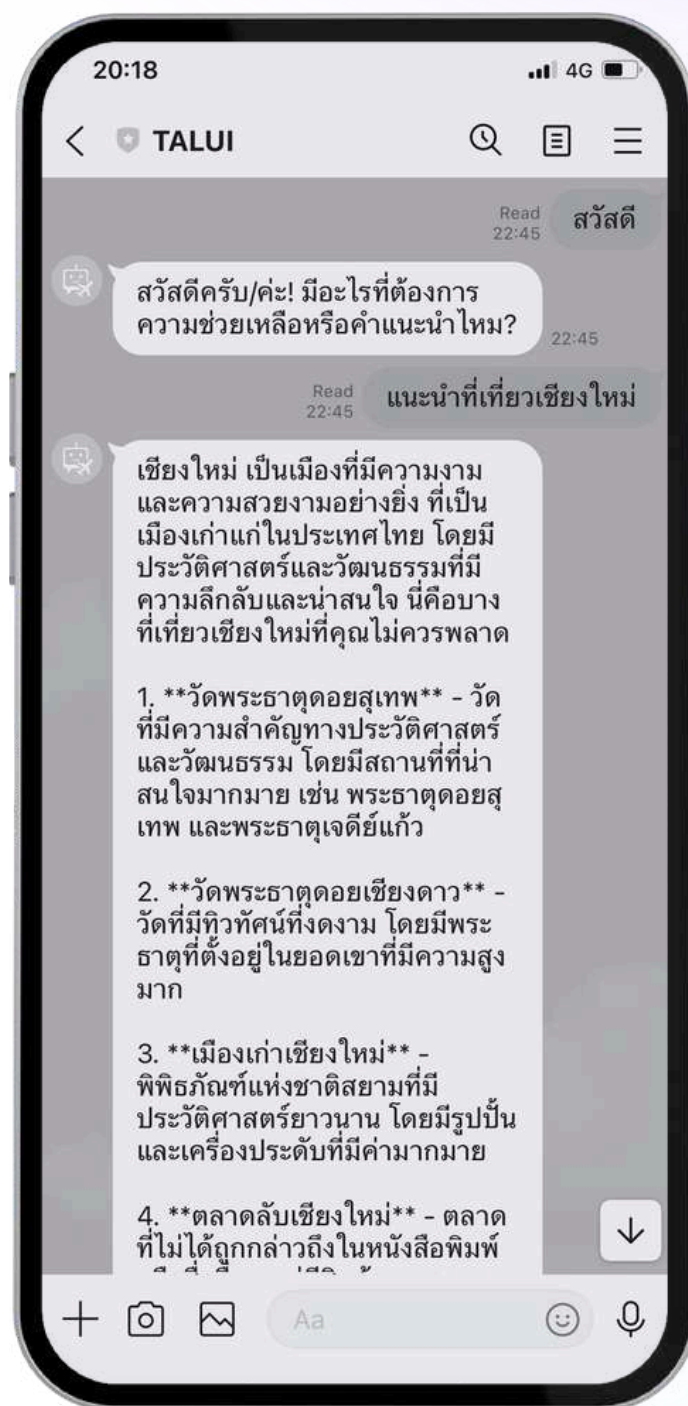 20:18
4G
TALUI
Read
22:45
สวัสดี
สวัสดีครับ/ค่ะ! มีอะไรที่ต้องการ
ความช่วยเหลือหรือคำแนะนำไหม?
22:45
Read
22:45
แนะนำที่เที่ยวเชียงใหม่
เชียงใหม่ เป็นเมืองที่มีความงาม
และความสวยงามอย่างยิ่ง ที่เป็น
เมืองเก่าแก่ในประเทศไทย โดยมี
ประวัติศาสตร์และวัฒนธรรมที่มี
ความลึกลับและน่าสนใจ นี่คือบาง
ที่เที่ยวเชียงใหม่ที่คุณไม่ควรพลาด
1. **วัดพระธาตุดอยสุเทพ** - วัด
ที่มีความสำคัญทางประวัติศาสตร์
และวัฒนธรรม โดยมีสถานที่ที่น่า
สนใจมากมาย เช่น พระธาตุดอยสุ
เทพ และพระธาตุเจดีย์แก้ว
2. **วัดพระธาตุดอยเชียงดาว** -
วัดที่มีทิวทัศน์ที่งดงาม โดยมีพระ
ธาตุที่ตั้งอยู่ในยอดเขาที่มีความสูง
มาก
3. **เมืองเก่าเชียงใหม่** -
พิพิธภัณฑ์แห่งชาติสยามที่มี
ประวัติศาสตร์ยาวนาน โดยมีรูปปั้น
และเครื่องประดับที่มีค่ามากมาย
4. **ตลาดลับเชียงใหม่** - ตลาด
ที่ไม่ได้ถูกกล่าวถึงในหนังสือพิมพ์
Aa